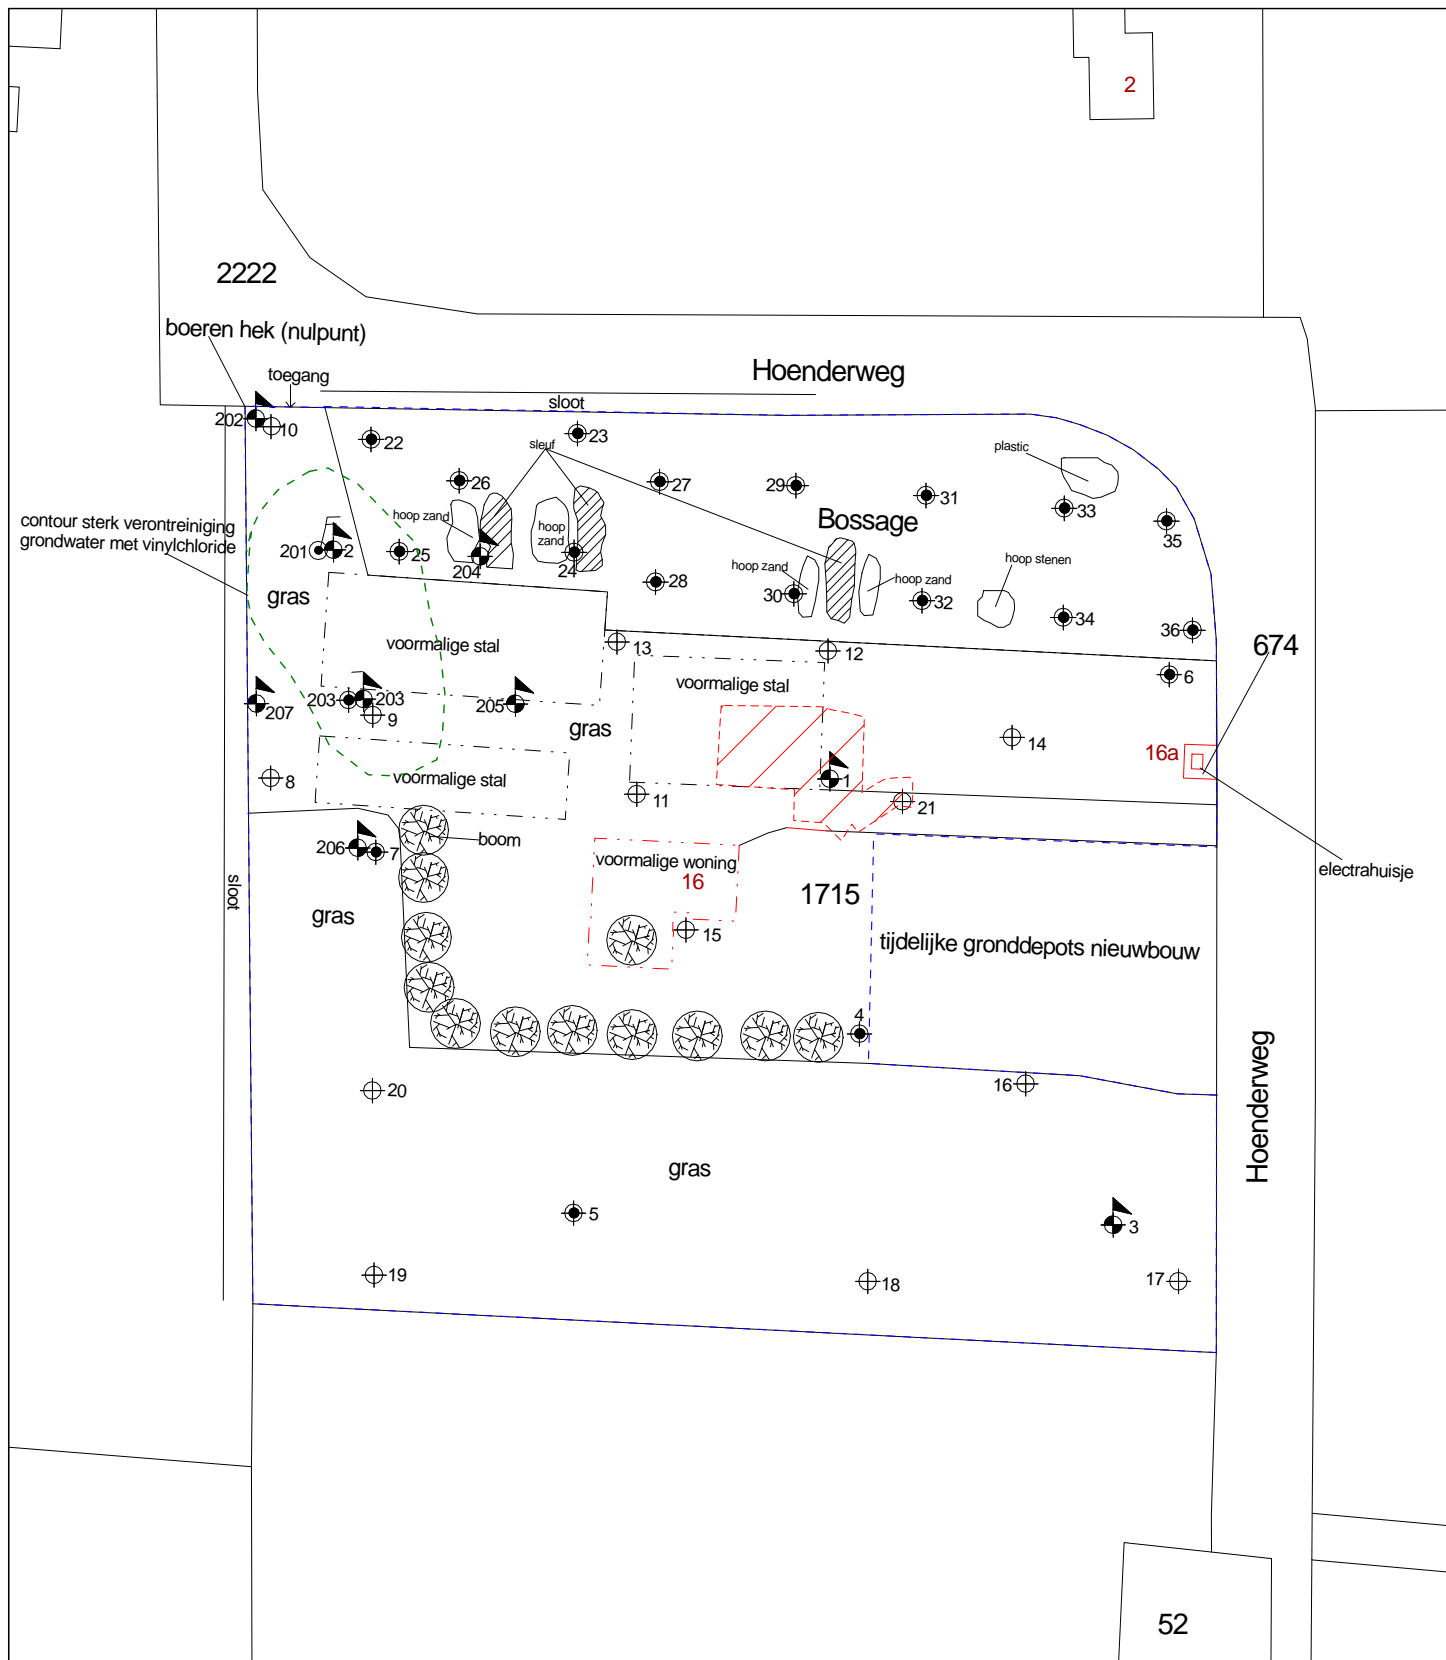 2
2222
boeren hek (nulpunt)
toegang
Hoenderweg
sloot
202
10
22
23
sleuf
plastic
26
27
29
31
33
35
contour sterk verontreiniging
grondwater met vinylchloride
hoop zand
hoop
zand
Bossage
201
2
25
204
24
28
hoop zand
hoop zand
hoop stenen
30
32
34
36
gras
voormalige stal
13
12
674
6
voormalige stal
203
203
9
205
207
gras
14
16a
8
voormalige stal
11
1
21
206
7
boom
voormalige woning
16
1715
electrahuisje
sloot
gras
15
tijdelijke gronddepots nieuwbouw
4
20
16
Hoenderweg
gras
5
3
19
18
17
52